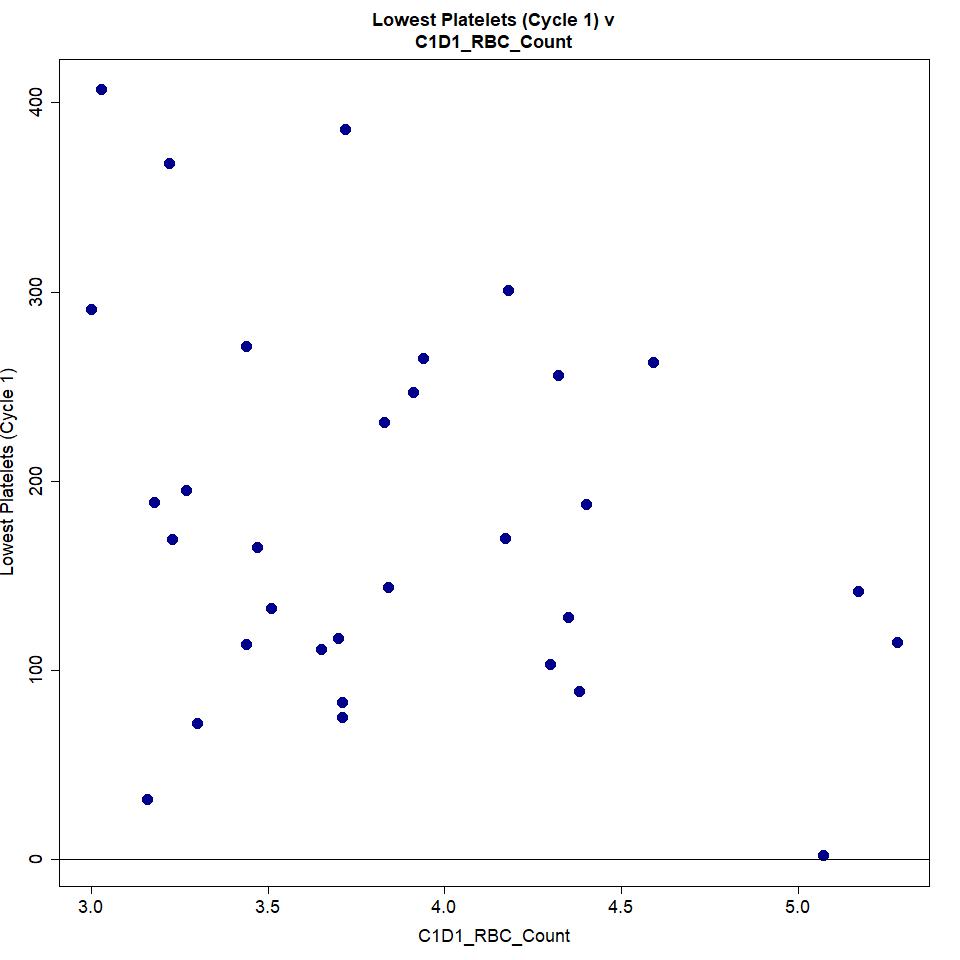 Lowest Platelets (Cycle 1) v
C1D1_RBC_Count
Lowest Platelets (Cycle 1)
400
300
200
100
0
3.0
3.5
4.0
4.5
5.0
C1D1_RBC_Count